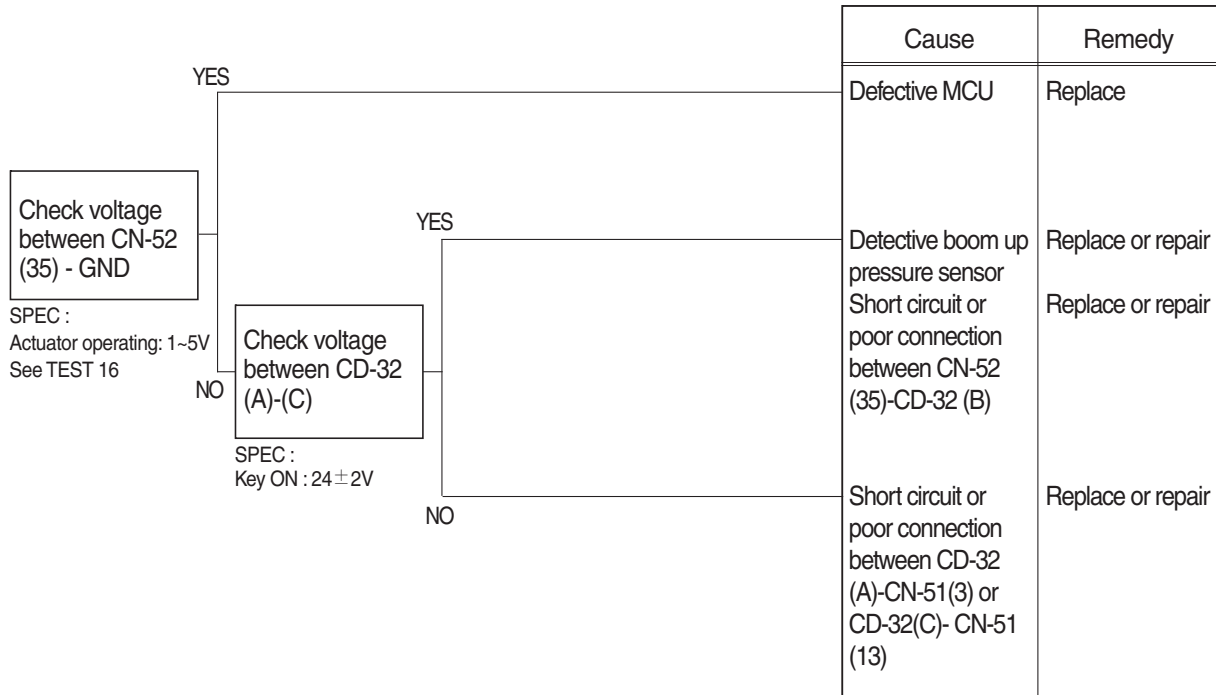 Cause Remedy
YES
Defective MCU Replace
Check voltage
between CN-52
(35) - GND
SPEC :
Actuator operating: 1~5V
See TEST 16
NO
Check voltage
between CD-32
(A)-(C)
SPEC :
Key ON : 24±2V
YES
Detective boom up Replace or repair
pressure sensor
Short circuit or Replace or repair
poor connection
between CN-52
(35)-CD-32 (B)
NO
Short circuit or Replace or repair
poor connection
between CD-32
(A)-CN-51(3) or
CD-32(C)- CN-51
(13)